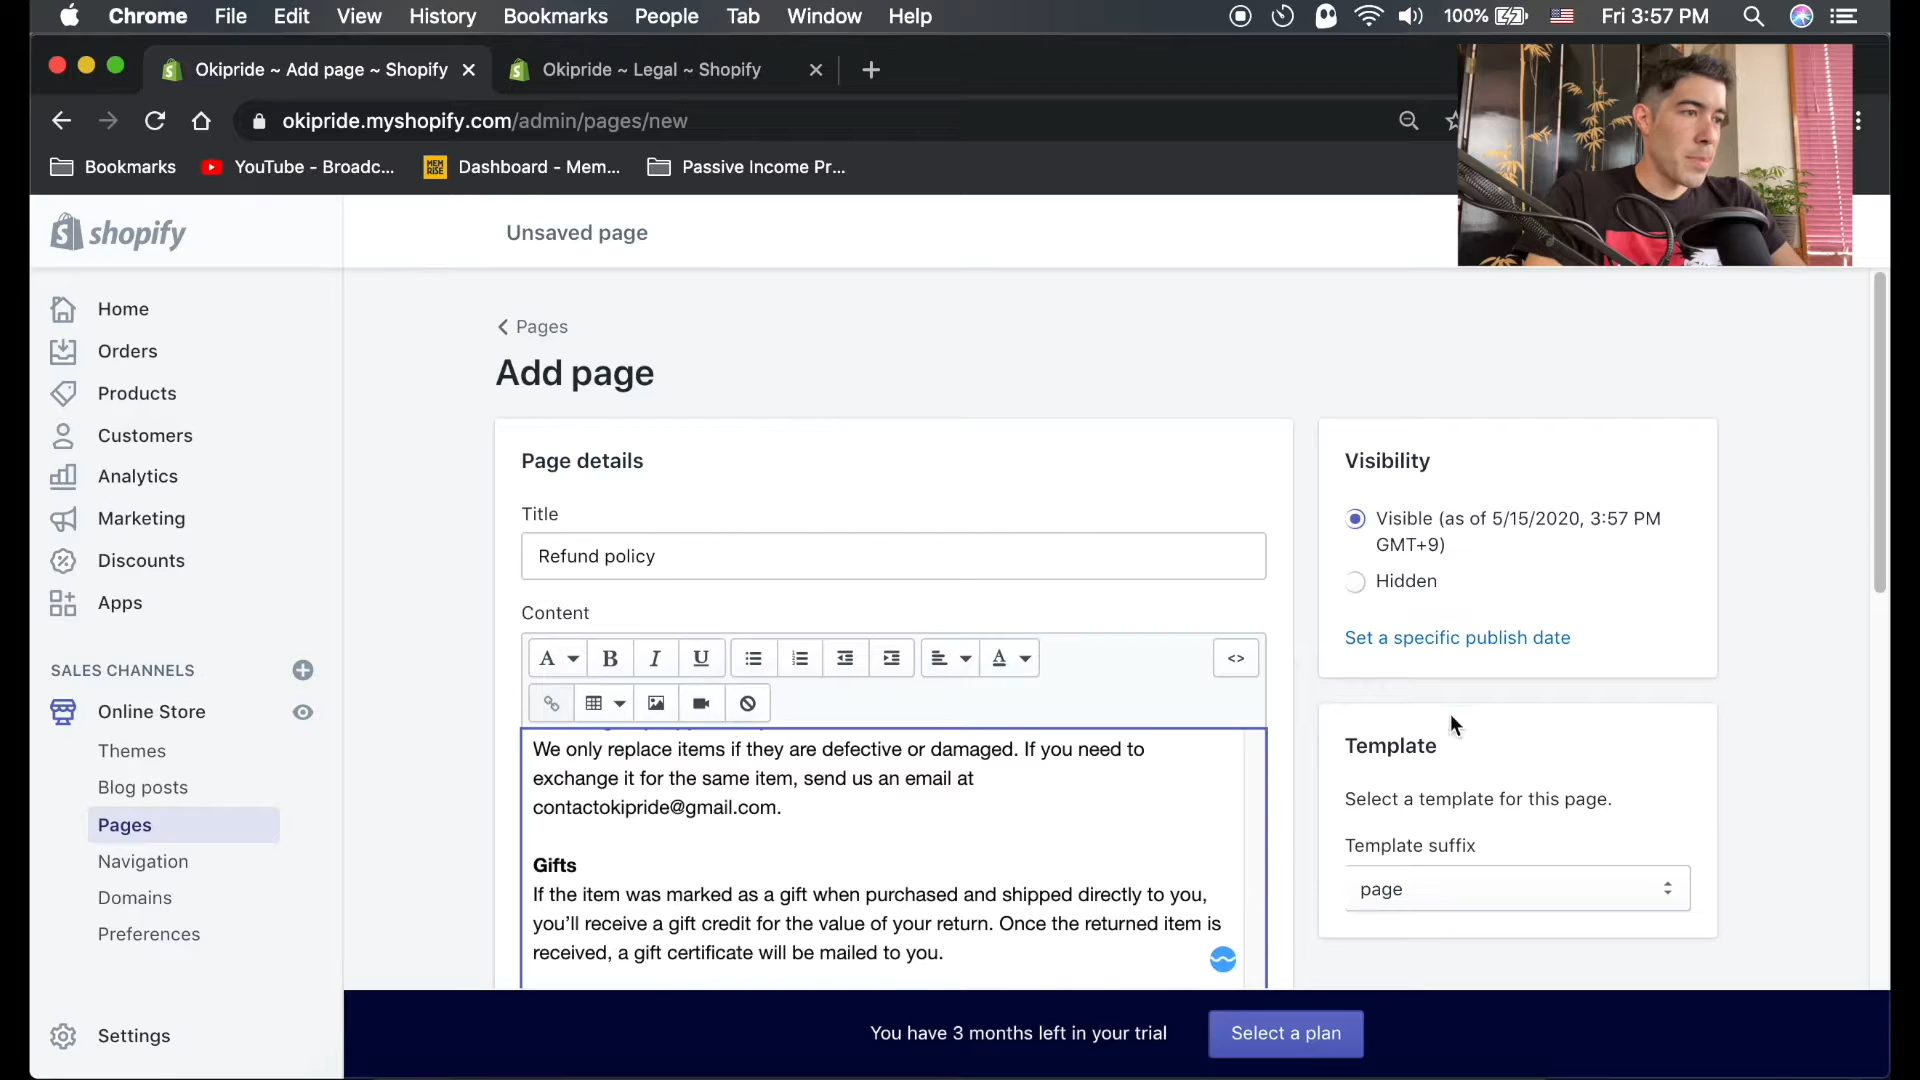 Chrome File Edit View History Bookmarks People Tab Window Help 100% Fri 3:57 PM
Okipride ~ Add page ~ Shopify
Okipride ~ Legal ~ Shopify
okipride.myshopify.com/admin/pages/new
Bookmarks
YouTube - Broadc...
MEM RISE
Dashboard - Mem...
Passive Income Pr...
shopify
Unsaved page
Home
Orders
Products
Customers
Analytics
Marketing
Discounts
Apps
SALES CHANNELS
Online Store
Themes
Blog posts
Pages
Navigation
Domains
Preferences
Settings
Pages
Add page
Page details
Title
Refund policy
Content
A B I U A <>
We only replace items if they are defective or damaged. If you need to
exchange it for the same item, send us an email at
contactokipride@gmail.com.
Gifts
If the item was marked as a gift when purchased and shipped directly to you,
you’ll receive a gift credit for the value of your return. Once the returned item is
received, a gift certificate will be mailed to you.
Visibility
Visible (as of 5/15/2020, 3:57 PM
GMT+9)
Hidden
Set a specific publish date
Template
Select a template for this page.
Template suffix
page
You have 3 months left in your trial
Select a plan